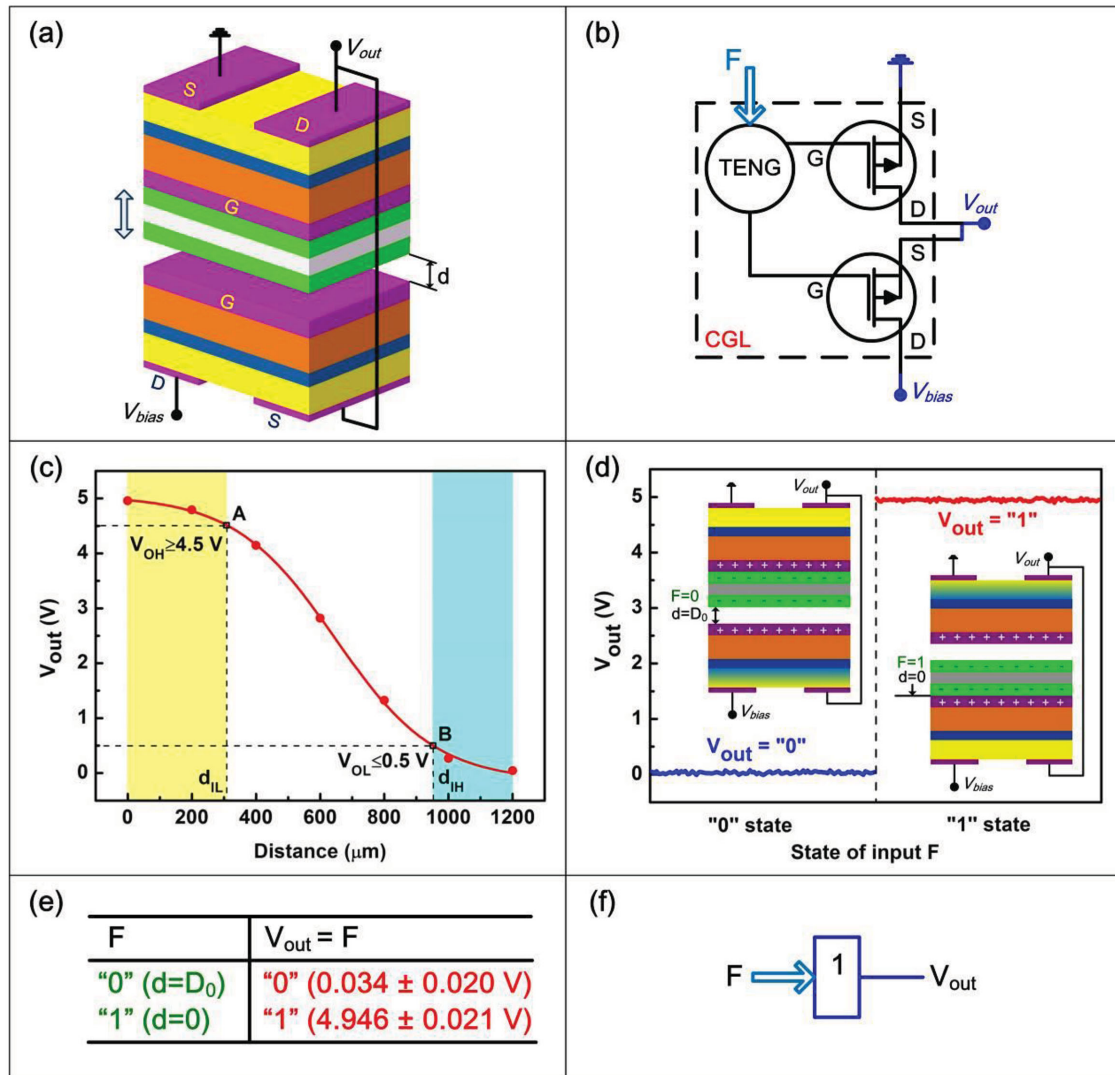 (a)
V_out
S
D
G
d
G
D
V_bias
S
(b)
F
TENG
G
S
D
V_out
S
G
D
CGL
V_bias
(c)
V_out (V)
5
4
3
2
1
0
A
V_OH≥4.5 V
B
V_OL≤0.5 V
d_IL
d_IH
0 200 400 600 800 1000 1200
Distance (μm)
(d)
V_out (V)
5
4
3
2
1
0
V_out
F=0
d=D_0
+ + + + + + + +
- - - - - - - -
- - - - - - - -
+ + + + + + + +
V_bias
V_out = "0"
V_out = "1"
V_out
+ + + + + + + +
F=1
d=0
- - - - - - - -
- - - - - - - -
+ + + + + + + +
V_bias
"0" state "1" state
State of input F
(e)
F V_out = F
“0” (d=D_0) “0” (0.034 ± 0.020 V)
“1” (d=0) “1” (4.946 ± 0.021 V)
(f)
F 1 V_out